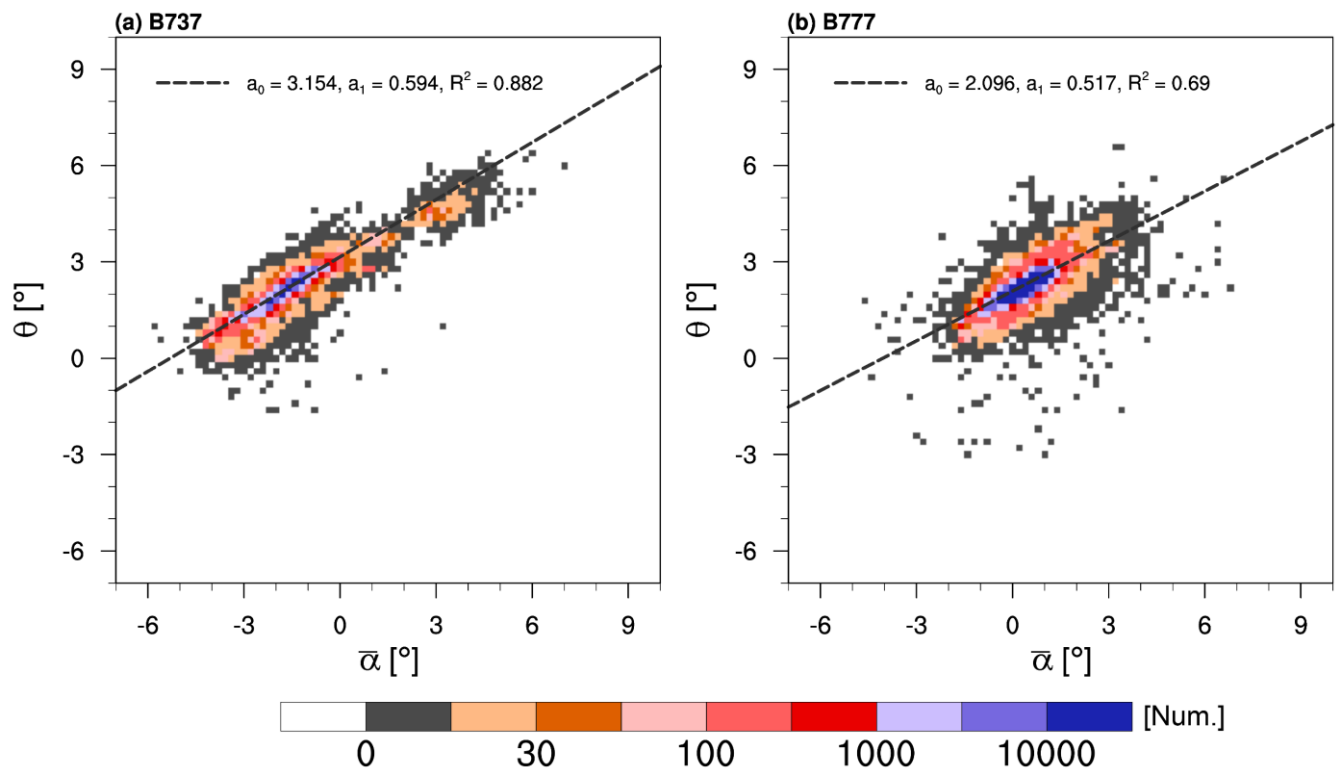 (a) B737
(b) B777
a₀ = 3.154, a₁ = 0.594, R² = 0.882
a₀ = 2.096, a₁ = 0.517, R² = 0.69
9
6
3
0
-3
-6
θ [°]
-6 -3 0 3 6 9
α̅ [°]
9
6
3
0
-3
-6
θ [°]
-6 -3 0 3 6 9
α̅ [°]
0 30 100 1000 10000
[Num.]